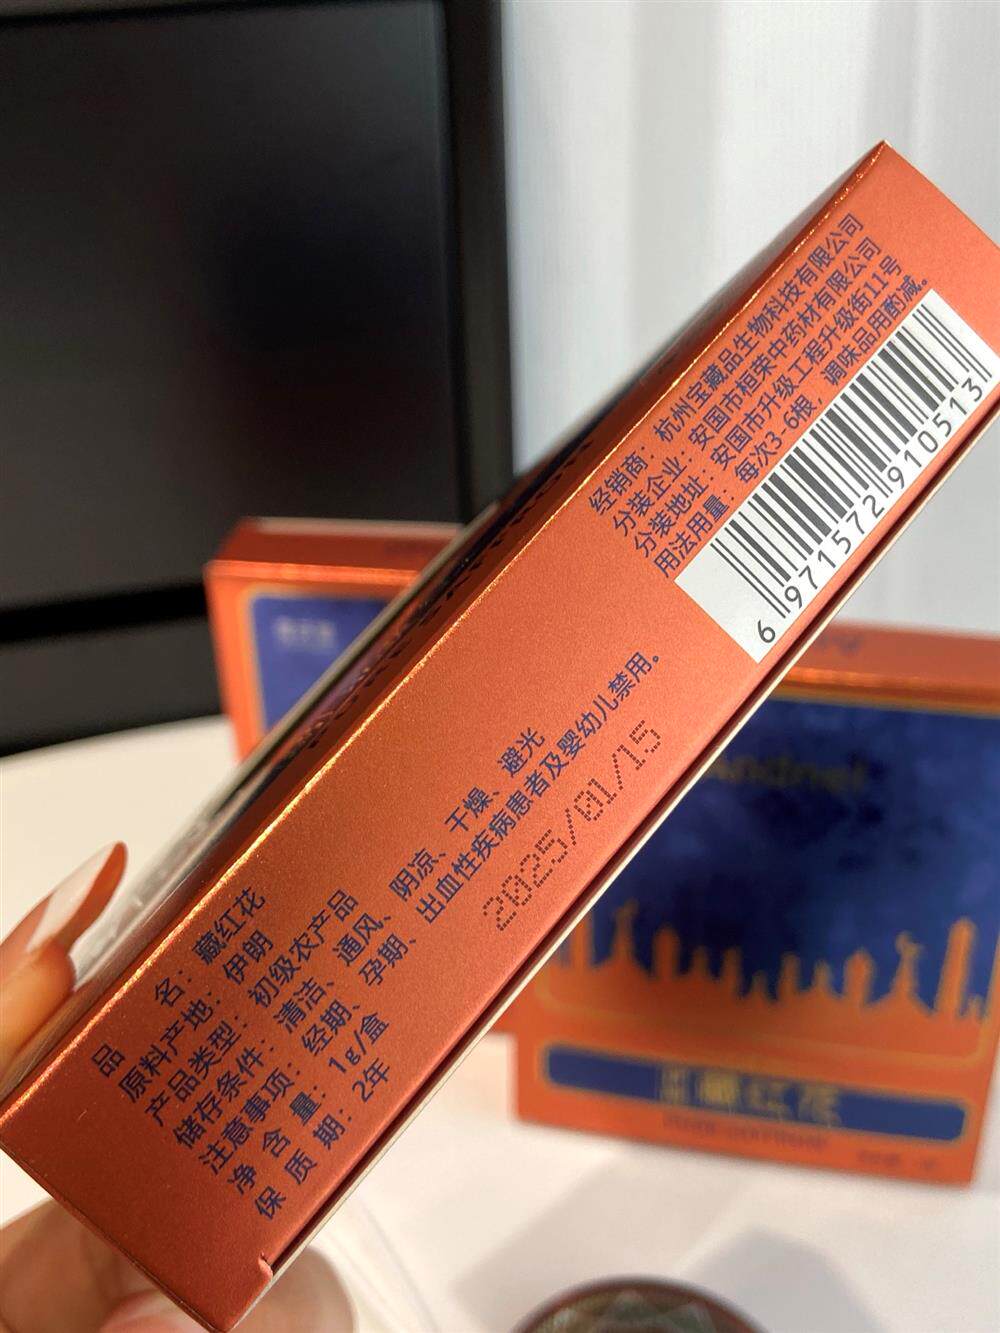 品名：藏红花
原料产地：伊朗
产品类型：初级农产品
储存条件：清洁、通风、阴凉、干燥、避光
注意事项：经期、孕期、出血性疾病患者及婴幼儿禁用。
净含量：1g/盒
保质期：2年
2025/01/15
经销商：杭州宝藏品生物科技有限公司
分装企业：安国市桓荣中药材有限公司
分装地址：安国市升级工程升级街11号
用法用量：每次3-6根，调味品用酌减。
6 971572 910513
藏红花